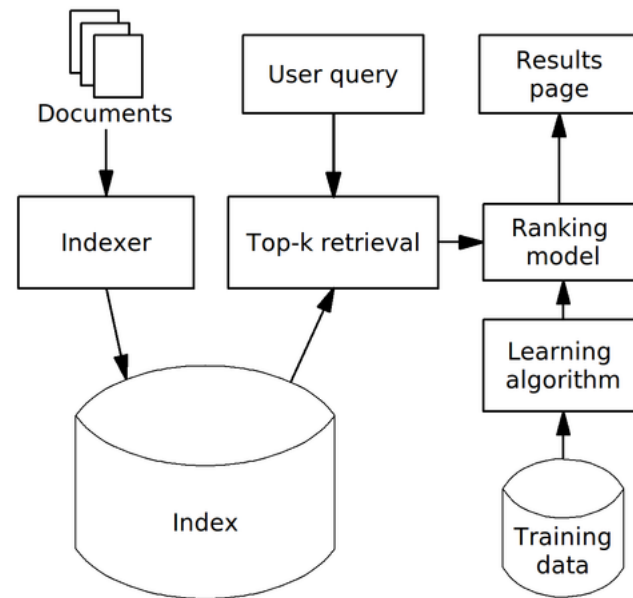 Documents
User query
Results
page
Indexer
Top-k retrieval
Ranking
model
Learning
algorithm
Index
Training
data